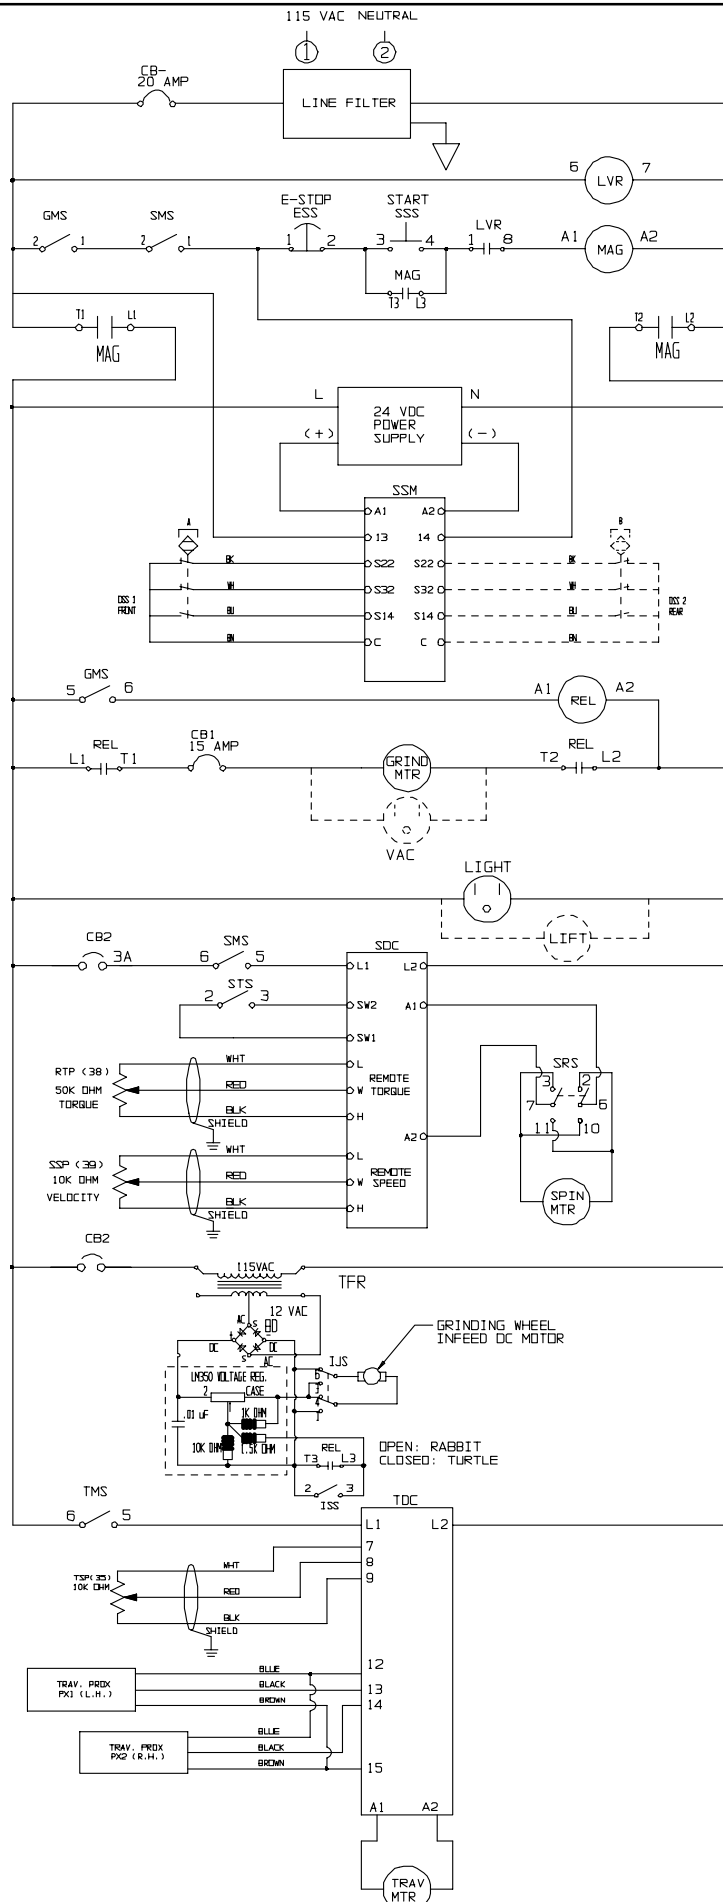 115 VAC NEUTRAL
1 2
CB-
20 AMP
LINE FILTER
6 LVR 7
GMS SMS E-STOP ESS START SSS LVR
2 1 2 1 1 2 3 4 1 8 A1 MAG A2
MAG
T3 L3
T1 L1
MAG
T2 L2
MAG
L N
24 VDC
POWER
SUPPLY
(+) (-)
SSM
A1 A2
13 14
A B
BK S22 S22 BK
WH S32 S32 WH
BU S14 S14 BU
BN C C BN
DSS 1
FRONT
DSS 2
REAR
GMS
5 6 A1 REL A2
REL
L1 T1
CB1
15 AMP
GRIND
MTR
REL
T2 L2
VAC
LIGHT
LIFT
CB2
3A
SMS
6 5
SDC
L1 L2
STS
2 3
SW2 A1
SW1
RTP (38)
50K OHM
TORQUE
WHT
RED
BLK
SHIELD
L
W
H
REMOTE
TORQUE
A2
SRS
3 2
7 6
11 10
SPIN
MTR
SSP (39)
10K OHM
VELOCITY
WHT
RED
BLK
SHIELD
L
W
H
REMOTE
SPEED
CB2
115VAC
TFR
12 VAC
AC S BD
+ -
DC DC
S AC
LM350 VOLTAGE REG.
2 CASE
.01 uF
1K OHM
10K OHM
1.5K OHM
IJS
GRINDING WHEEL
INFEED DC MOTOR
REL
T3 L3
2 3
ISS
OPEN: RABBIT
CLOSED: TURTLE
TMS
6 5
TDC
L1 L2
7
8
9
TSP(35)
10K OHM
WHT
RED
BLK
SHIELD
TRAV. PROX
PX1 (L.H.)
BLUE
BLACK
BROWN
12
13
14
TRAV. PROX
PX2 (R.H.)
BLUE
BLACK
BROWN
15
A1 A2
TRAV
MTR